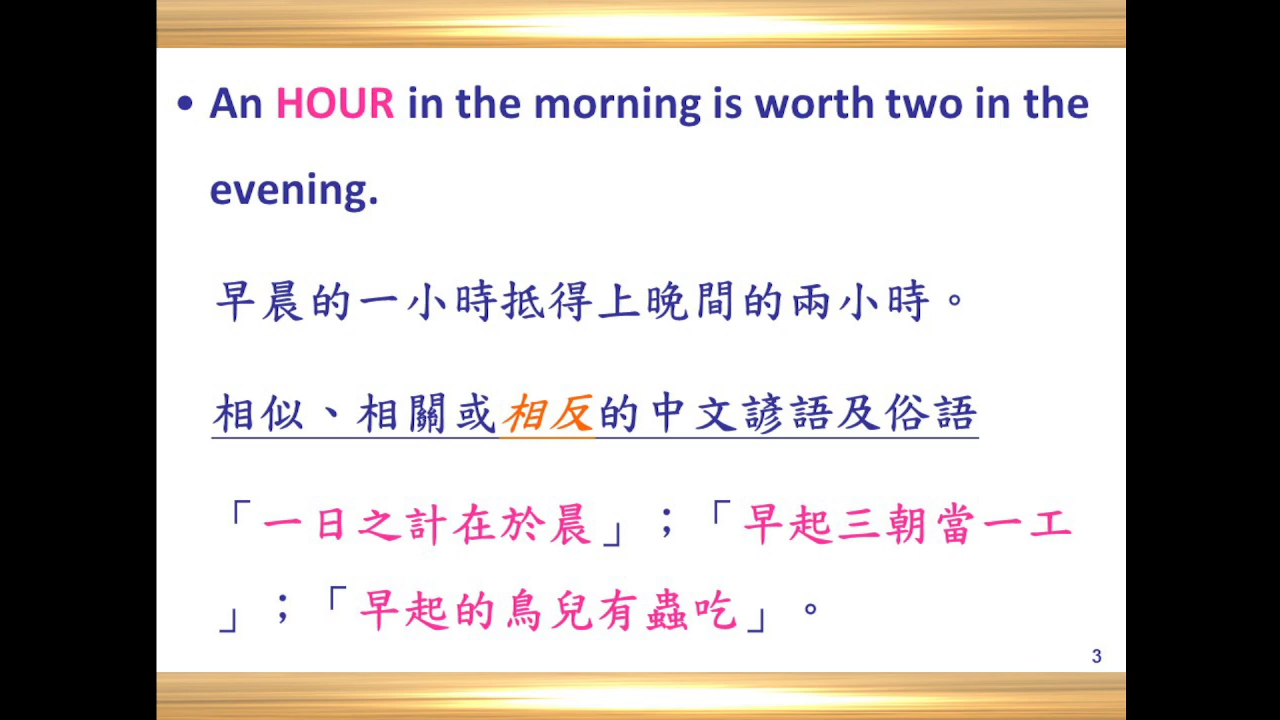 • An HOUR in the morning is worth two in the
evening.
早晨的一小時抵得上晚間的兩小時。
相似、相關或相反的中文諺語及俗語
「一日之計在於晨」；「早起三朝當一工
」；「早起的鳥兒有蟲吃」。
3